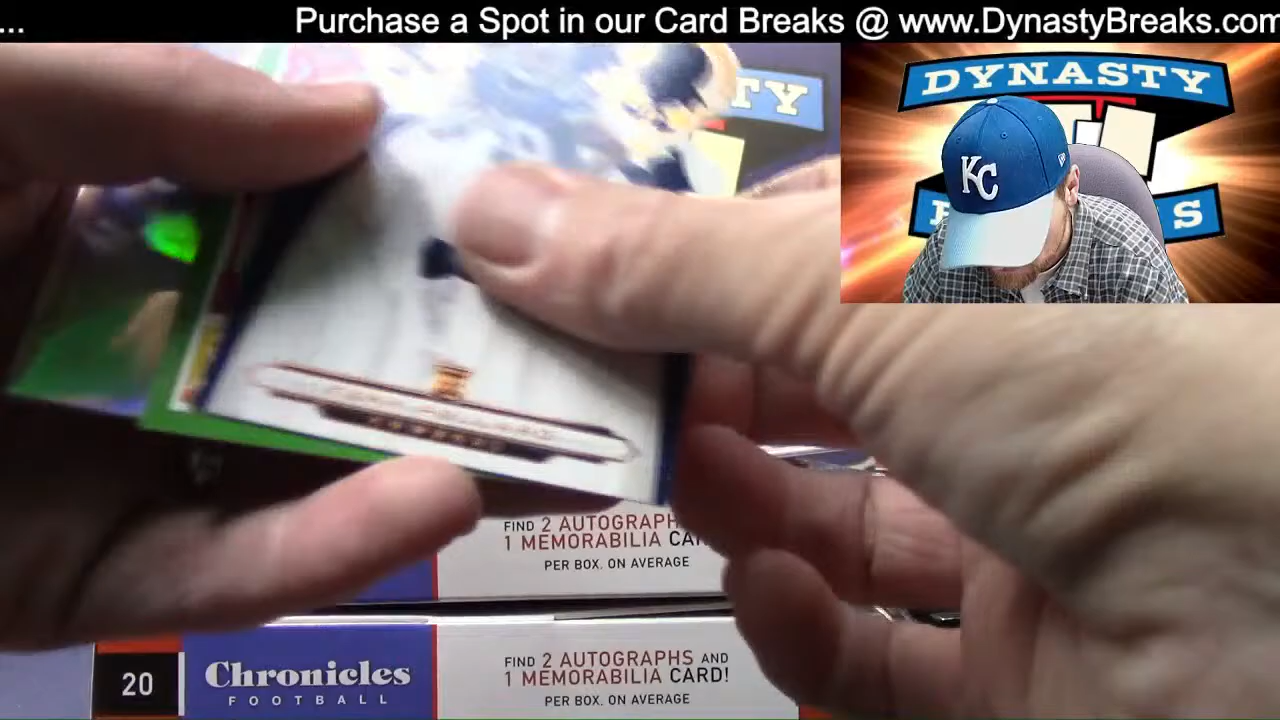 ...
Purchase a Spot in our Card Breaks @ www.DynastyBreaks.com
TY
DYNASTY
KC
S
FIND 2 AUTOGRAPH
1 MEMORABILIA CAR
PER BOX. ON AVERAGE
20
Chronicles
FOOTBALL
FIND 2 AUTOGRAPHS AND
1 MEMORABILIA CARD!
PER BOX. ON AVERAGE